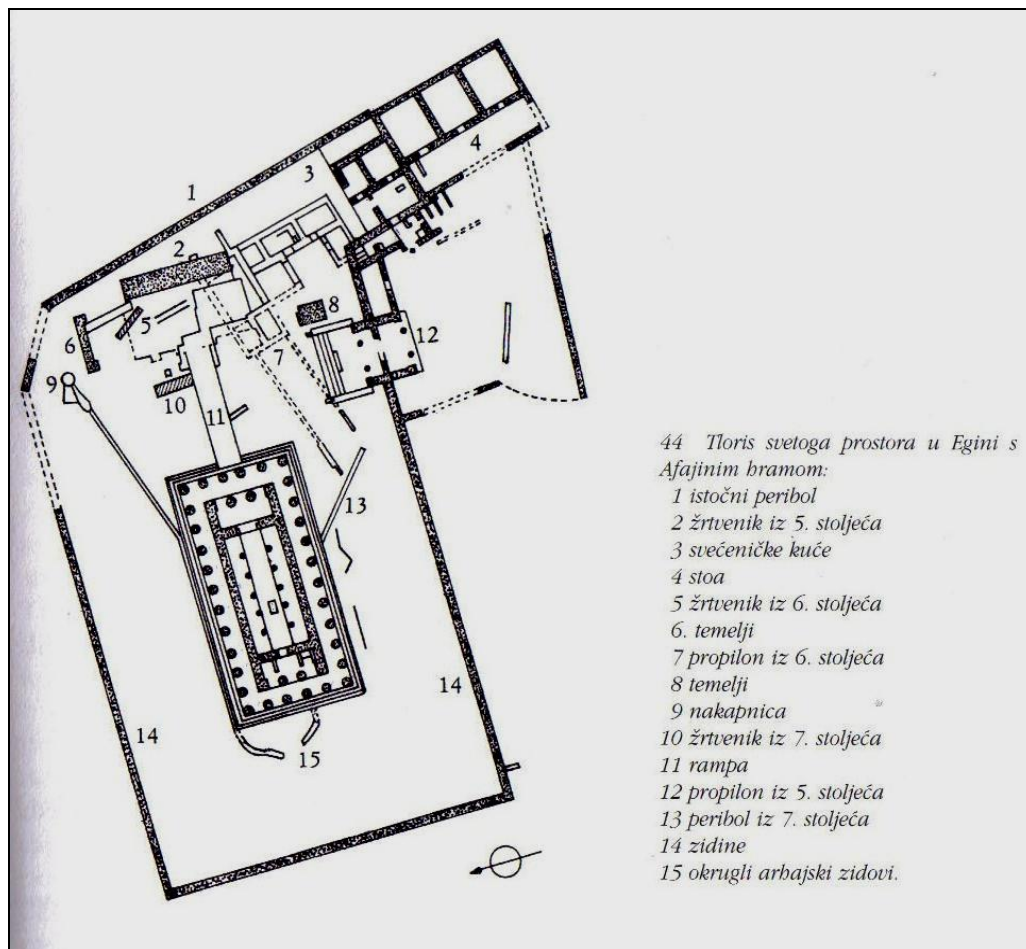 1
2
3
4
5
6
7
8
9
10
11
12
13
14
14
15
44 Tloris svetoga prostora u Egini s
Afajinim hramom:
1 istočni peribol
2 žrtvenik iz 5. stoljeća
3 svećeničke kuće
4 stoa
5 žrtvenik iz 6. stoljeća
6. temelji
7 propilon iz 6. stoljeća
8 temelji
9 nakapnica
10 žrtvenik iz 7. stoljeća
11 rampa
12 propilon iz 5. stoljeća
13 peribol iz 7. stoljeća
14 zidine
15 okrugli arhajski zidovi.